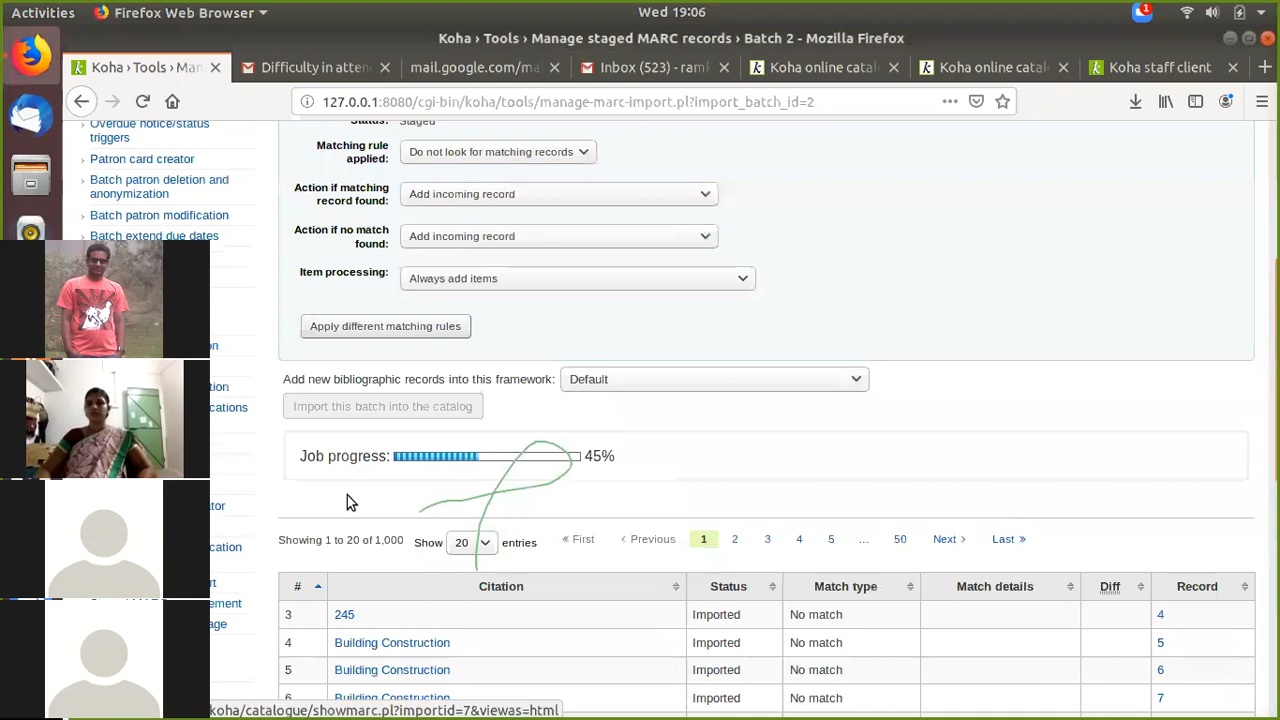 Activities Firefox Web Browser Wed 19:06 1
Koha › Tools › Manage staged MARC records › Batch 2 - Mozilla Firefox
Koha › Tools › Man Difficulty in atten mail.google.com/ma Inbox (523) - raml Koha online catal Koha online catal Koha staff client
127.0.0.1:8080/cgi-bin/koha/tools/manage-marc-import.pl?import_batch_id=2
Overdue notice/status
triggers
Patron card creator
Batch patron deletion and
anonymization
Batch patron modification
Batch extend due dates
Status: Staged
Matching rule
applied: Do not look for matching records
Action if matching
record found: Add incoming record
Action if no match
found: Add incoming record
Item processing: Always add items
Apply different matching rules
Add new bibliographic records into this framework: Default
Import this batch into the catalog
Job progress: 45%
Showing 1 to 20 of 1,000 Show 20 entries « First ‹ Previous 1 2 3 4 5 ... 50 Next › Last »
# Citation Status Match type Match details Diff Record
3 245 Imported No match 4
4 Building Construction Imported No match 5
5 Building Construction Imported No match 6
6 Building Construction Imported No match 7
koha/catalogue/showmarc.pl?importid=7&viewas=html